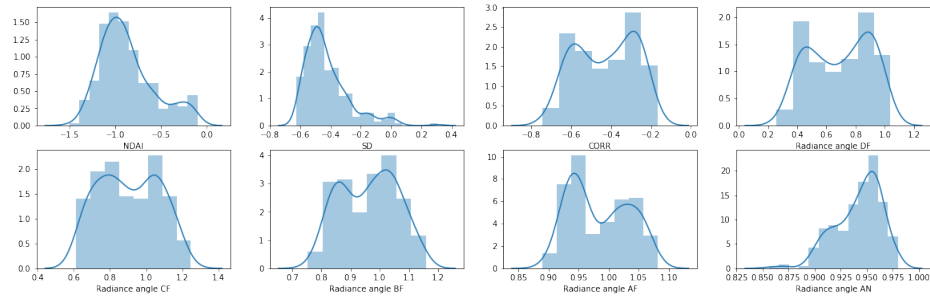 1.50
1.25
1.00
0.75
0.50
0.25
0.00
-1.5 -1.0 -0.5 0.0
NDAI
4
3
2
1
0
-0.8 -0.6 -0.4 -0.2 0.0 0.2 0.4
SD
3.0
2.5
2.0
1.5
1.0
0.5
0.0
-0.8 -0.6 -0.4 -0.2 0.0
CORR
2.0
1.5
1.0
0.5
0.0
0.0 0.2 0.4 0.6 0.8 1.0 1.2
Radiance angle DF
2.0
1.5
1.0
0.5
0.0
0.4 0.6 0.8 1.0 1.2 1.4
Radiance angle CF
4
3
2
1
0
0.7 0.8 0.9 1.0 1.1 1.2
Radiance angle BF
10
8
6
4
2
0
0.85 0.90 0.95 1.00 1.05 1.10
Radiance angle AF
20
15
10
5
0
0.825 0.850 0.875 0.900 0.925 0.950 0.975 1.000
Radiance angle AN